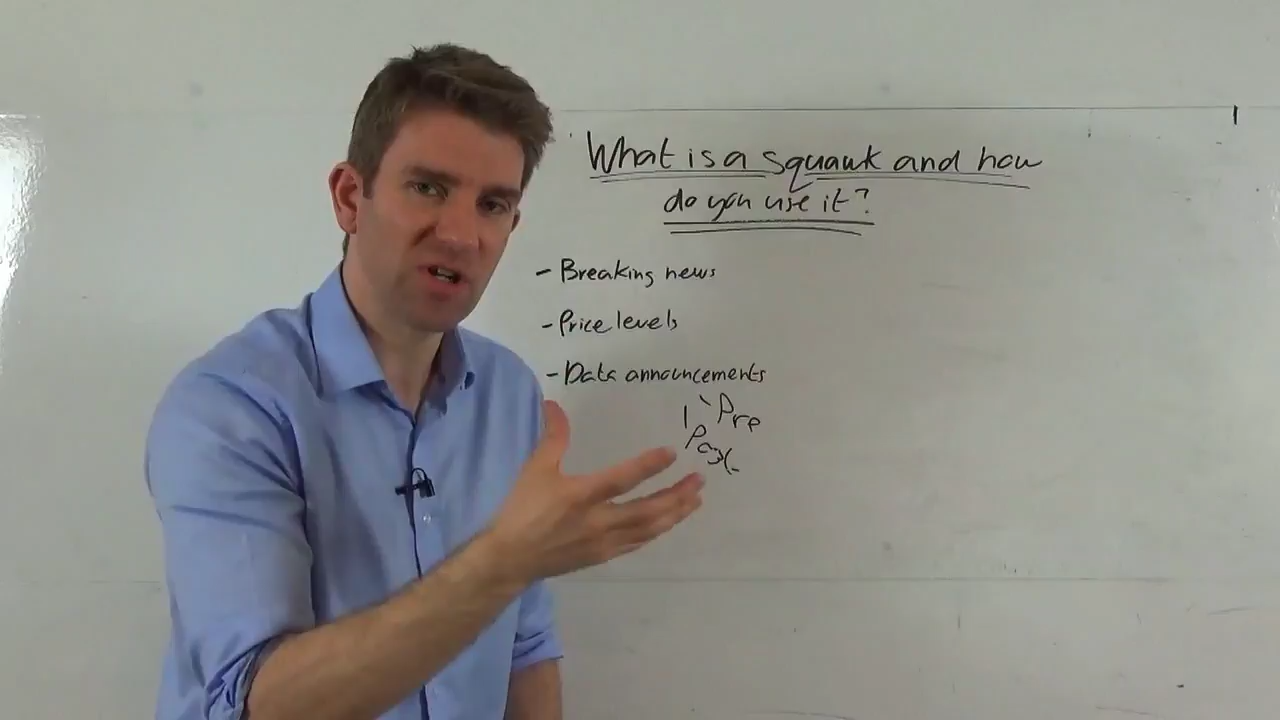 What is a squawk and how
do you use it?
- Breaking news
- Price levels
- Data announcements
Pre
Post